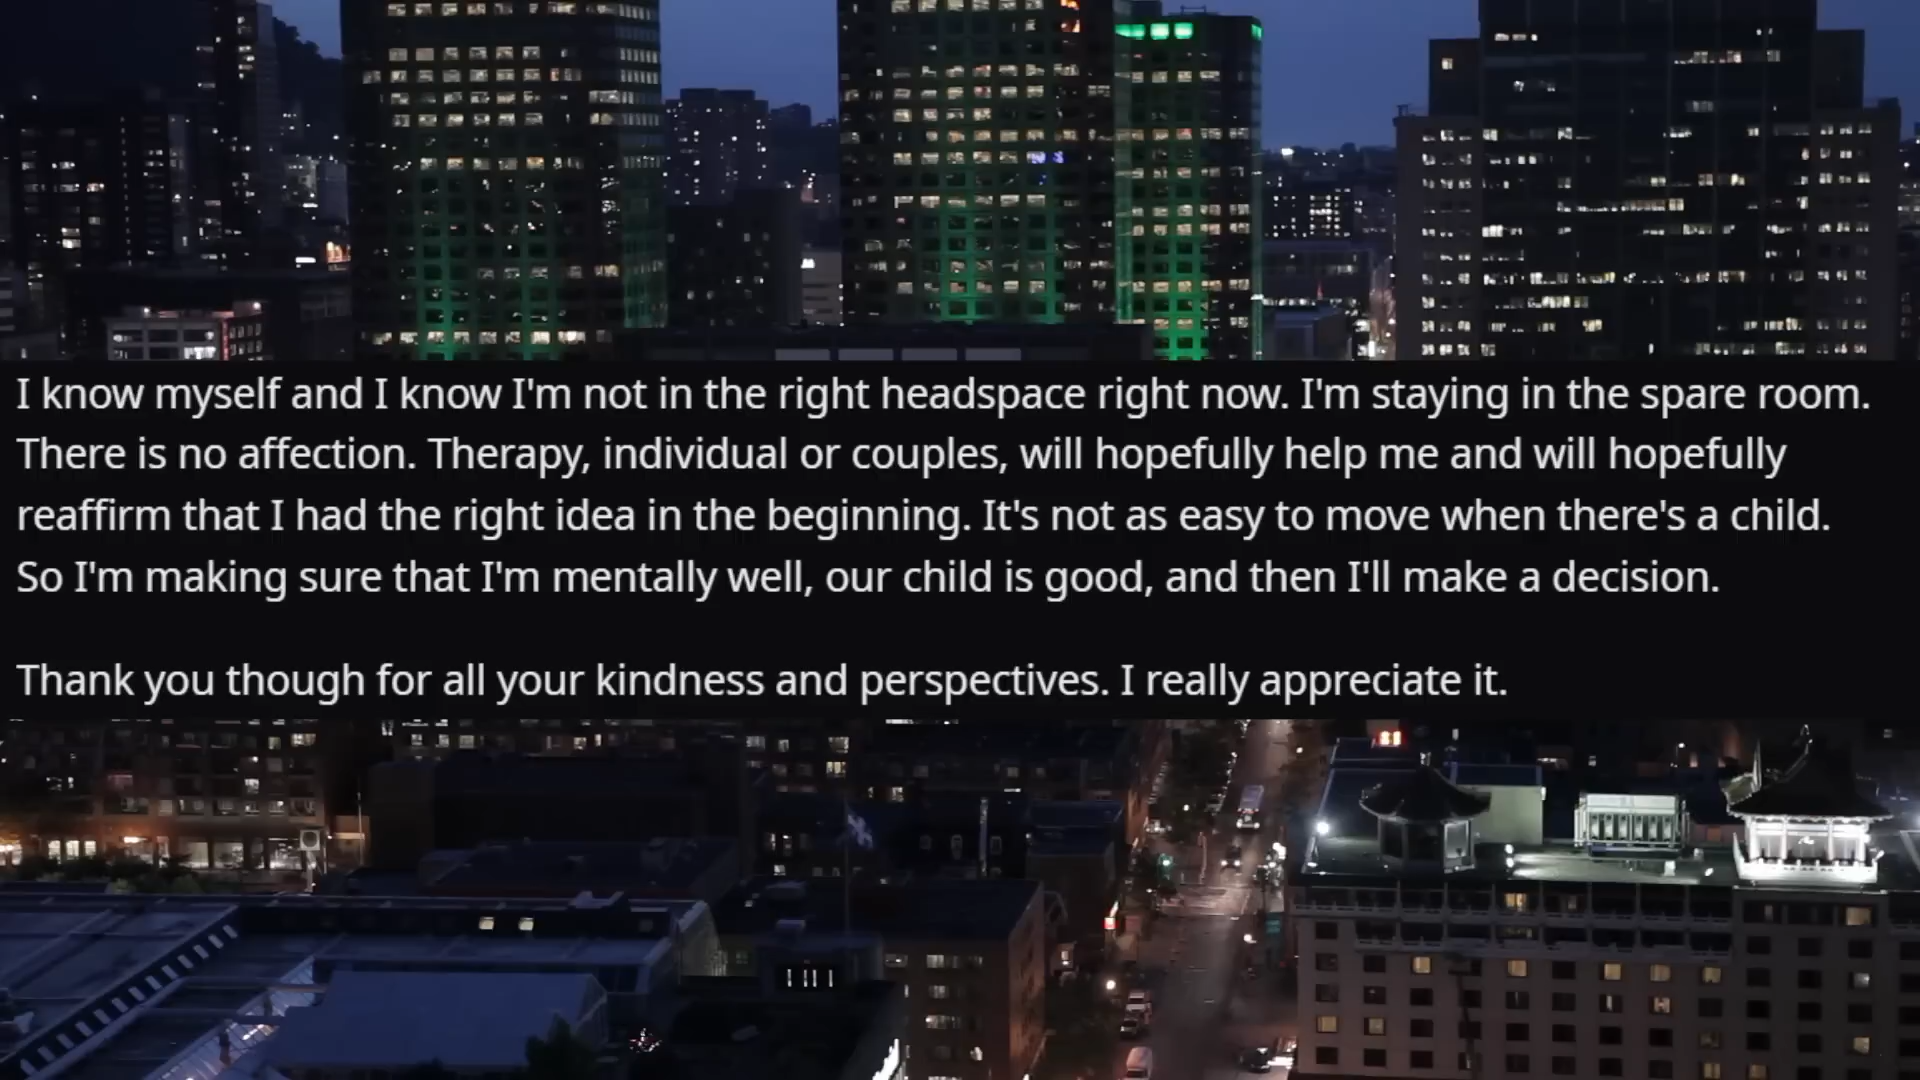 I know myself and I know I'm not in the right headspace right now. I'm staying in the spare room.
There is no affection. Therapy, individual or couples, will hopefully help me and will hopefully
reaffirm that I had the right idea in the beginning. It's not as easy to move when there's a child.
So I'm making sure that I'm mentally well, our child is good, and then I'll make a decision.
Thank you though for all your kindness and perspectives. I really appreciate it.